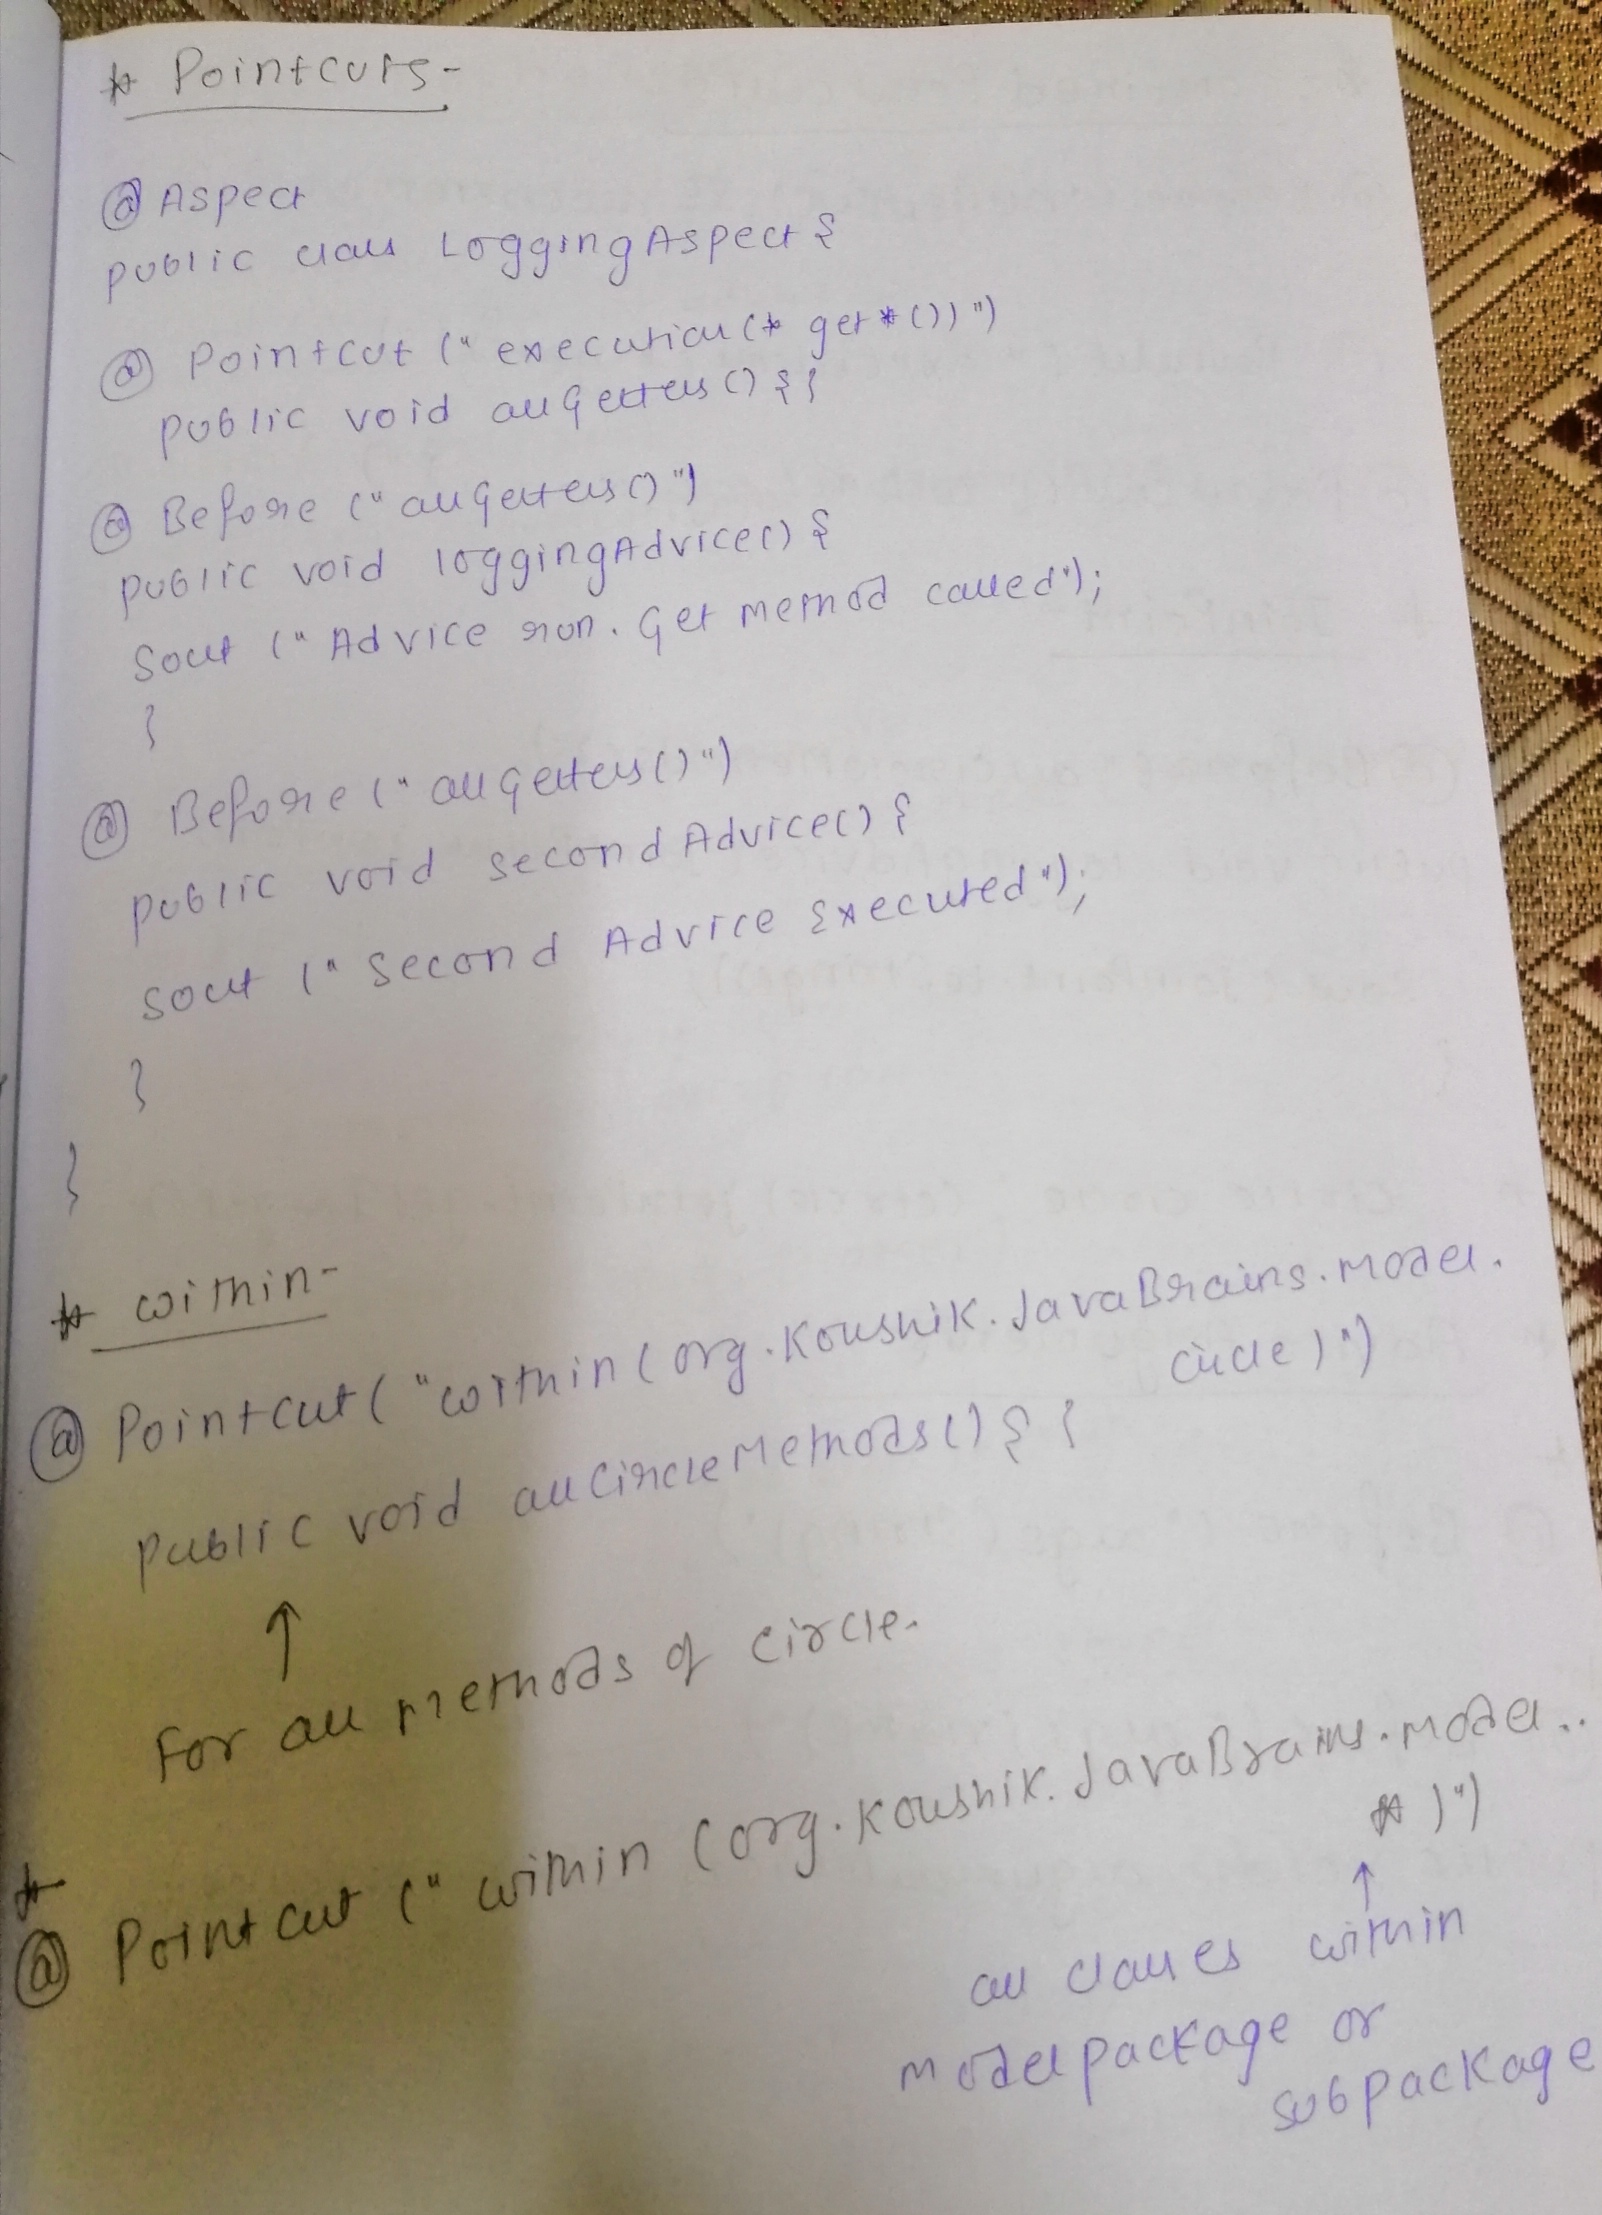 * Pointcuts-
@ Aspect
public class LoggingAspect {
@ Pointcut (" execution (* get*())")
public void allGetters () { }
@ Before ("allGetters()")
public void loggingAdvice() {
Sout ("Advice run. Get method called");
}
@ Before ("allGetters()")
public void secondAdvice() {
sout ("Second Advice Executed");
}
}
* within-
@ Pointcut ("within (org.Koushik.JavaBrains.Model.
circle)")
public void allCircleMethods() { }
↑
For all methods of circle.
*
@ Pointcut (" within (org.Koushik.JavaBrains.Model..
*)")
↑
all classes within
model package or
subpackage